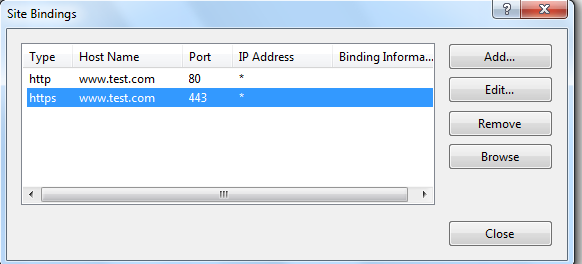 Site Bindings
Type Host Name Port IP Address Binding Informa...
http www.test.com 80 *
https www.test.com 443 *
Add...
Edit...
Remove
Browse
Close